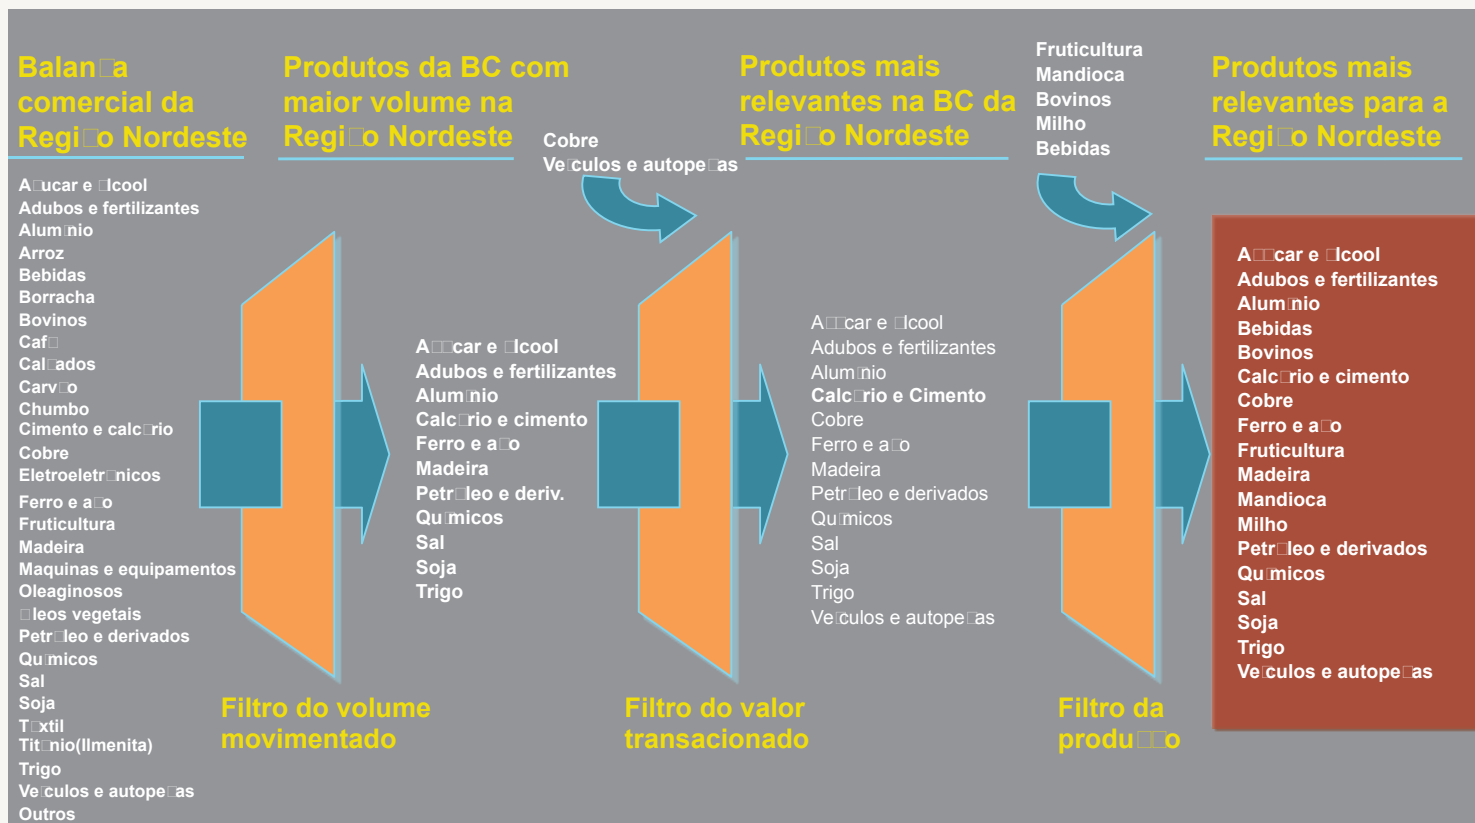 Balan□a
comercial da
Regi□o Nordeste
A□ucar e □lcool
Adubos e fertilizantes
Alum□nio
Arroz
Bebidas
Borracha
Bovinos
Caf□
Cal□ados
Carv□o
Chumbo
Cimento e calc□rio
Cobre
Eletroeletr□nicos
Ferro e a□o
Fruticultura
Madeira
Maquinas e equipamentos
Oleaginosos
□leos vegetais
Petr□leo e derivados
Qu□micos
Sal
Soja
T□xtil
Tit□nio(Ilmenita)
Trigo
Ve□culos e autope□as
Outros
Filtro do volume
movimentado
Produtos da BC com
maior volume na
Regi□o Nordeste
A□□car e □lcool
Adubos e fertilizantes
Alum□nio
Calc□rio e cimento
Ferro e a□o
Madeira
Petr□leo e deriv.
Qu□micos
Sal
Soja
Trigo
Cobre
Ve□culos e autope□as
Filtro do valor
transacionado
Produtos mais
relevantes na BC da
Regi□o Nordeste
A□□car e □lcool
Adubos e fertilizantes
Alum□nio
Calc□rio e Cimento
Cobre
Ferro e a□o
Madeira
Petr□leo e derivados
Qu□micos
Sal
Soja
Trigo
Ve□culos e autope□as
Fruticultura
Mandioca
Bovinos
Milho
Bebidas
Filtro da
produ□□o
Produtos mais
relevantes para a
Regi□o Nordeste
A□□car e □lcool
Adubos e fertilizantes
Alum□nio
Bebidas
Bovinos
Calc□rio e cimento
Cobre
Ferro e a□o
Fruticultura
Madeira
Mandioca
Milho
Petr□leo e derivados
Qu□micos
Sal
Soja
Trigo
Ve□culos e autope□as